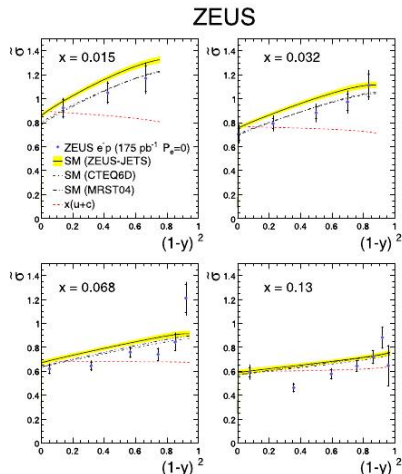 ZEUS
σ̃
1.4
1.2
1
0.8
0.6
0.4
0.2
0
x = 0.015
ZEUS e⁻p (175 pb⁻¹ Pₑ=0)
SM (ZEUS-JETS)
SM (CTEQ6D)
SM (MRST04)
x(u+c)
0 0.2 0.4 0.6 0.8 1
(1-y)²
σ̃
1.4
1.2
1
0.8
0.6
0.4
0.2
0
x = 0.032
0 0.2 0.4 0.6 0.8 1
(1-y)²
σ̃
1.4
1.2
1
0.8
0.6
0.4
0.2
0
x = 0.068
0 0.2 0.4 0.6 0.8 1
(1-y)²
σ̃
1.4
1.2
1
0.8
0.6
0.4
0.2
0
x = 0.13
0 0.2 0.4 0.6 0.8 1
(1-y)²